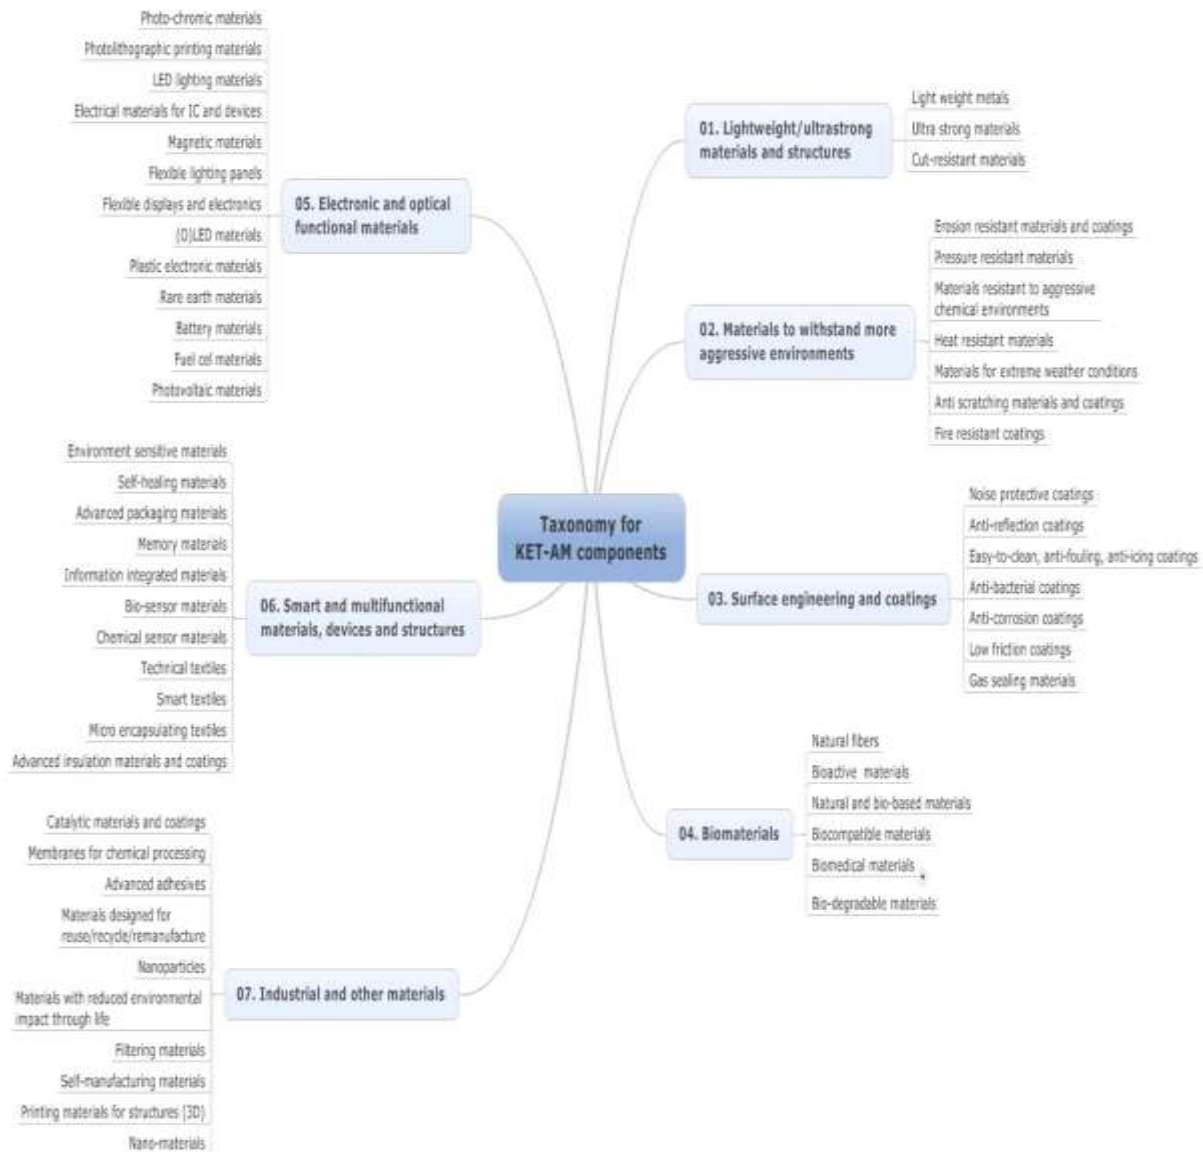 Taxonomy for
KET-AM components
01. Lightweight/ultrastrong
materials and structures
Light weight metals
Ultra strong materials
Cut-resistant materials
02. Materials to withstand more
aggressive environments
Erosion resistant materials and coatings
Pressure resistant materials
Materials resistant to aggressive
chemical environments
Heat resistant materials
Materials for extreme weather conditions
Anti scratching materials and coatings
Fire resistant coatings
03. Surface engineering and coatings
Noise protective coatings
Anti-reflection coatings
Easy-to-clean, anti-fouling, anti-icing coatings
Anti-bacterial coatings
Anti-corrosion coatings
Low friction coatings
Gas sealing materials
04. Biomaterials
Natural fibers
Bioactive materials
Natural and bio-based materials
Biocompatible materials
Biomedical materials
Bio-degradable materials
05. Electronic and optical
functional materials
Photo-chromic materials
Photolithographic printing materials
LED lighting materials
Electrical materials for IC and devices
Magnetic materials
Flexible lighting panels
Flexible displays and electronics
(O)LED materials
Plastic electronic materials
Rare earth materials
Battery materials
Fuel cel materials
Photovoltaic materials
06. Smart and multifunctional
materials, devices and structures
Environment sensitive materials
Self-healing materials
Advanced packaging materials
Memory materials
Information integrated materials
Bio-sensor materials
Chemical sensor materials
Technical textiles
Smart textiles
Micro encapsulating textiles
Advanced insulation materials and coatings
07. Industrial and other materials
Catalytic materials and coatings
Membranes for chemical processing
Advanced adhesives
Materials designed for
reuse/recycle/remanufacture
Nanoparticles
Materials with reduced environmental
impact through life
Filtering materials
Self-manufacturing materials
Printing materials for structures (3D)
Nano-materials